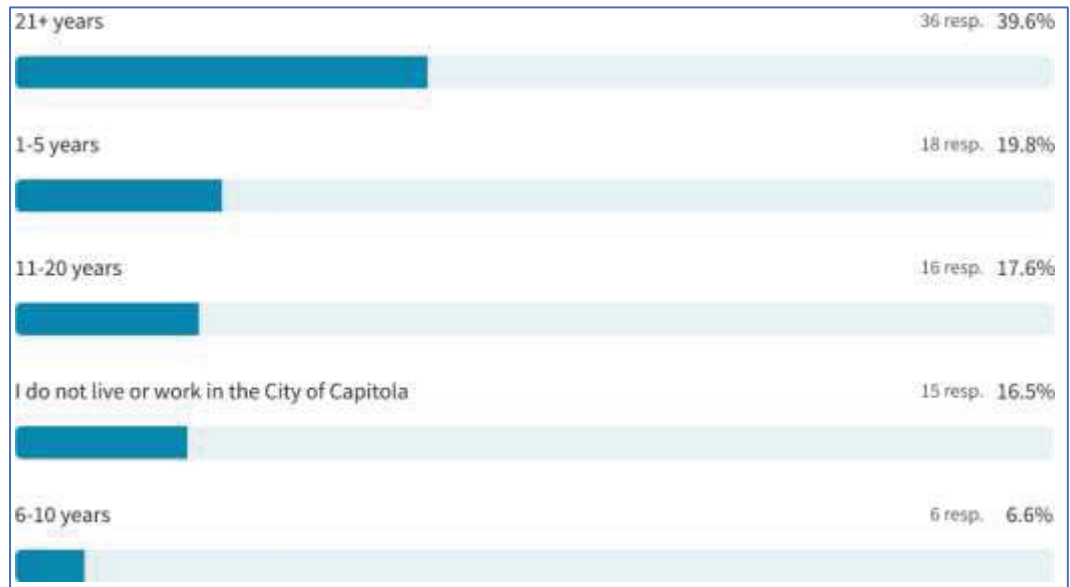 21+ years 36 resp. 39.6%
1-5 years 18 resp. 19.8%
11-20 years 16 resp. 17.6%
I do not live or work in the City of Capitola 15 resp. 16.5%
6-10 years 6 resp. 6.6%